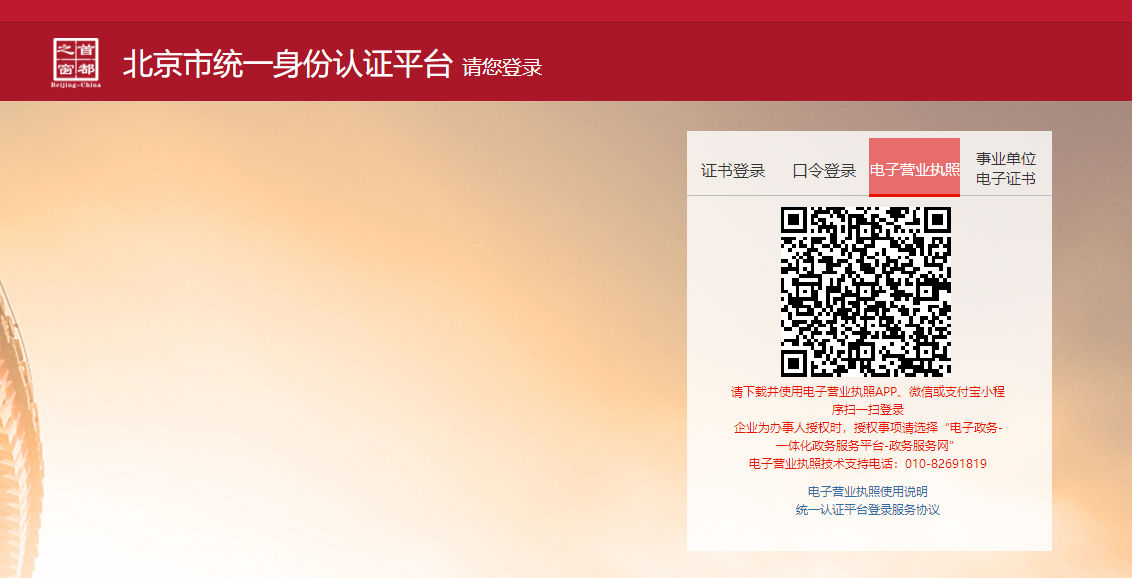 首都之窗
Beijing-China
北京市统一身份认证平台 请您登录
证书登录
口令登录
电子营业执照
事业单位
电子证书
请下载并使用电子营业执照APP、微信或支付宝小程
序扫一扫登录
企业为办事人授权时，授权事项请选择“电子政务-
一体化政务服务平台-政务服务网”
电子营业执照技术支持电话：010-82691819
电子营业执照使用说明
统一认证平台登录服务协议